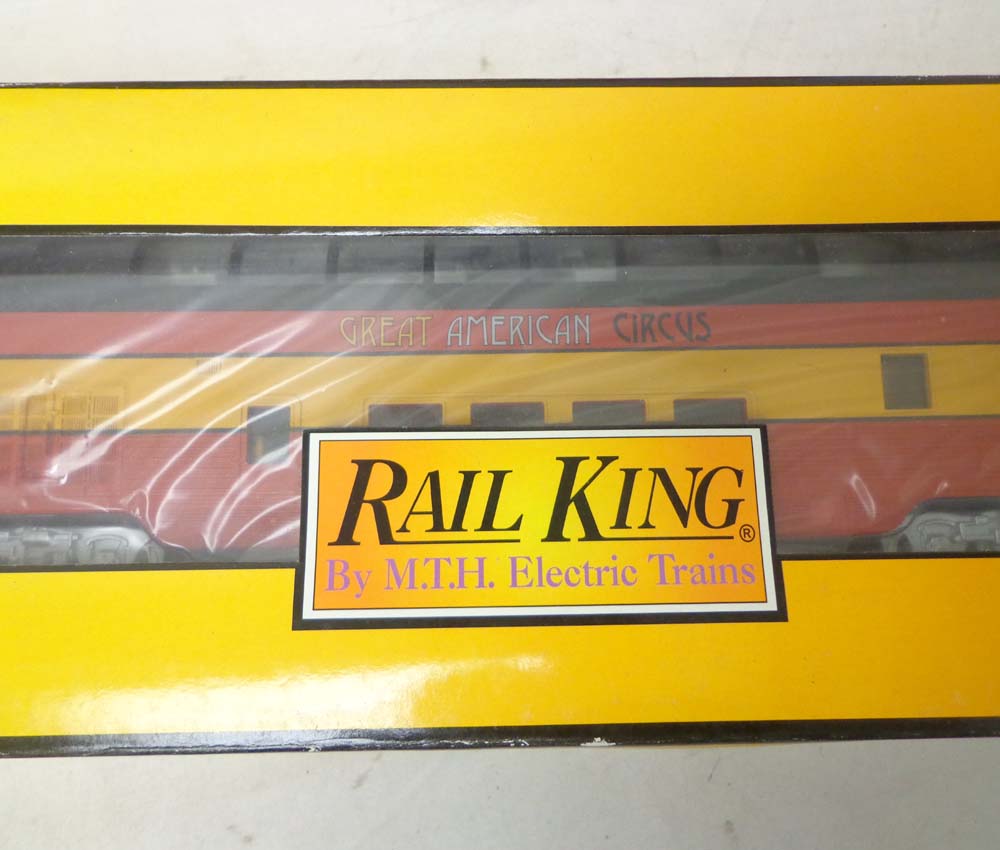 GREAT AMERICAN CiRCUS
RAIL KING®
By M.T.H. Electric Trains